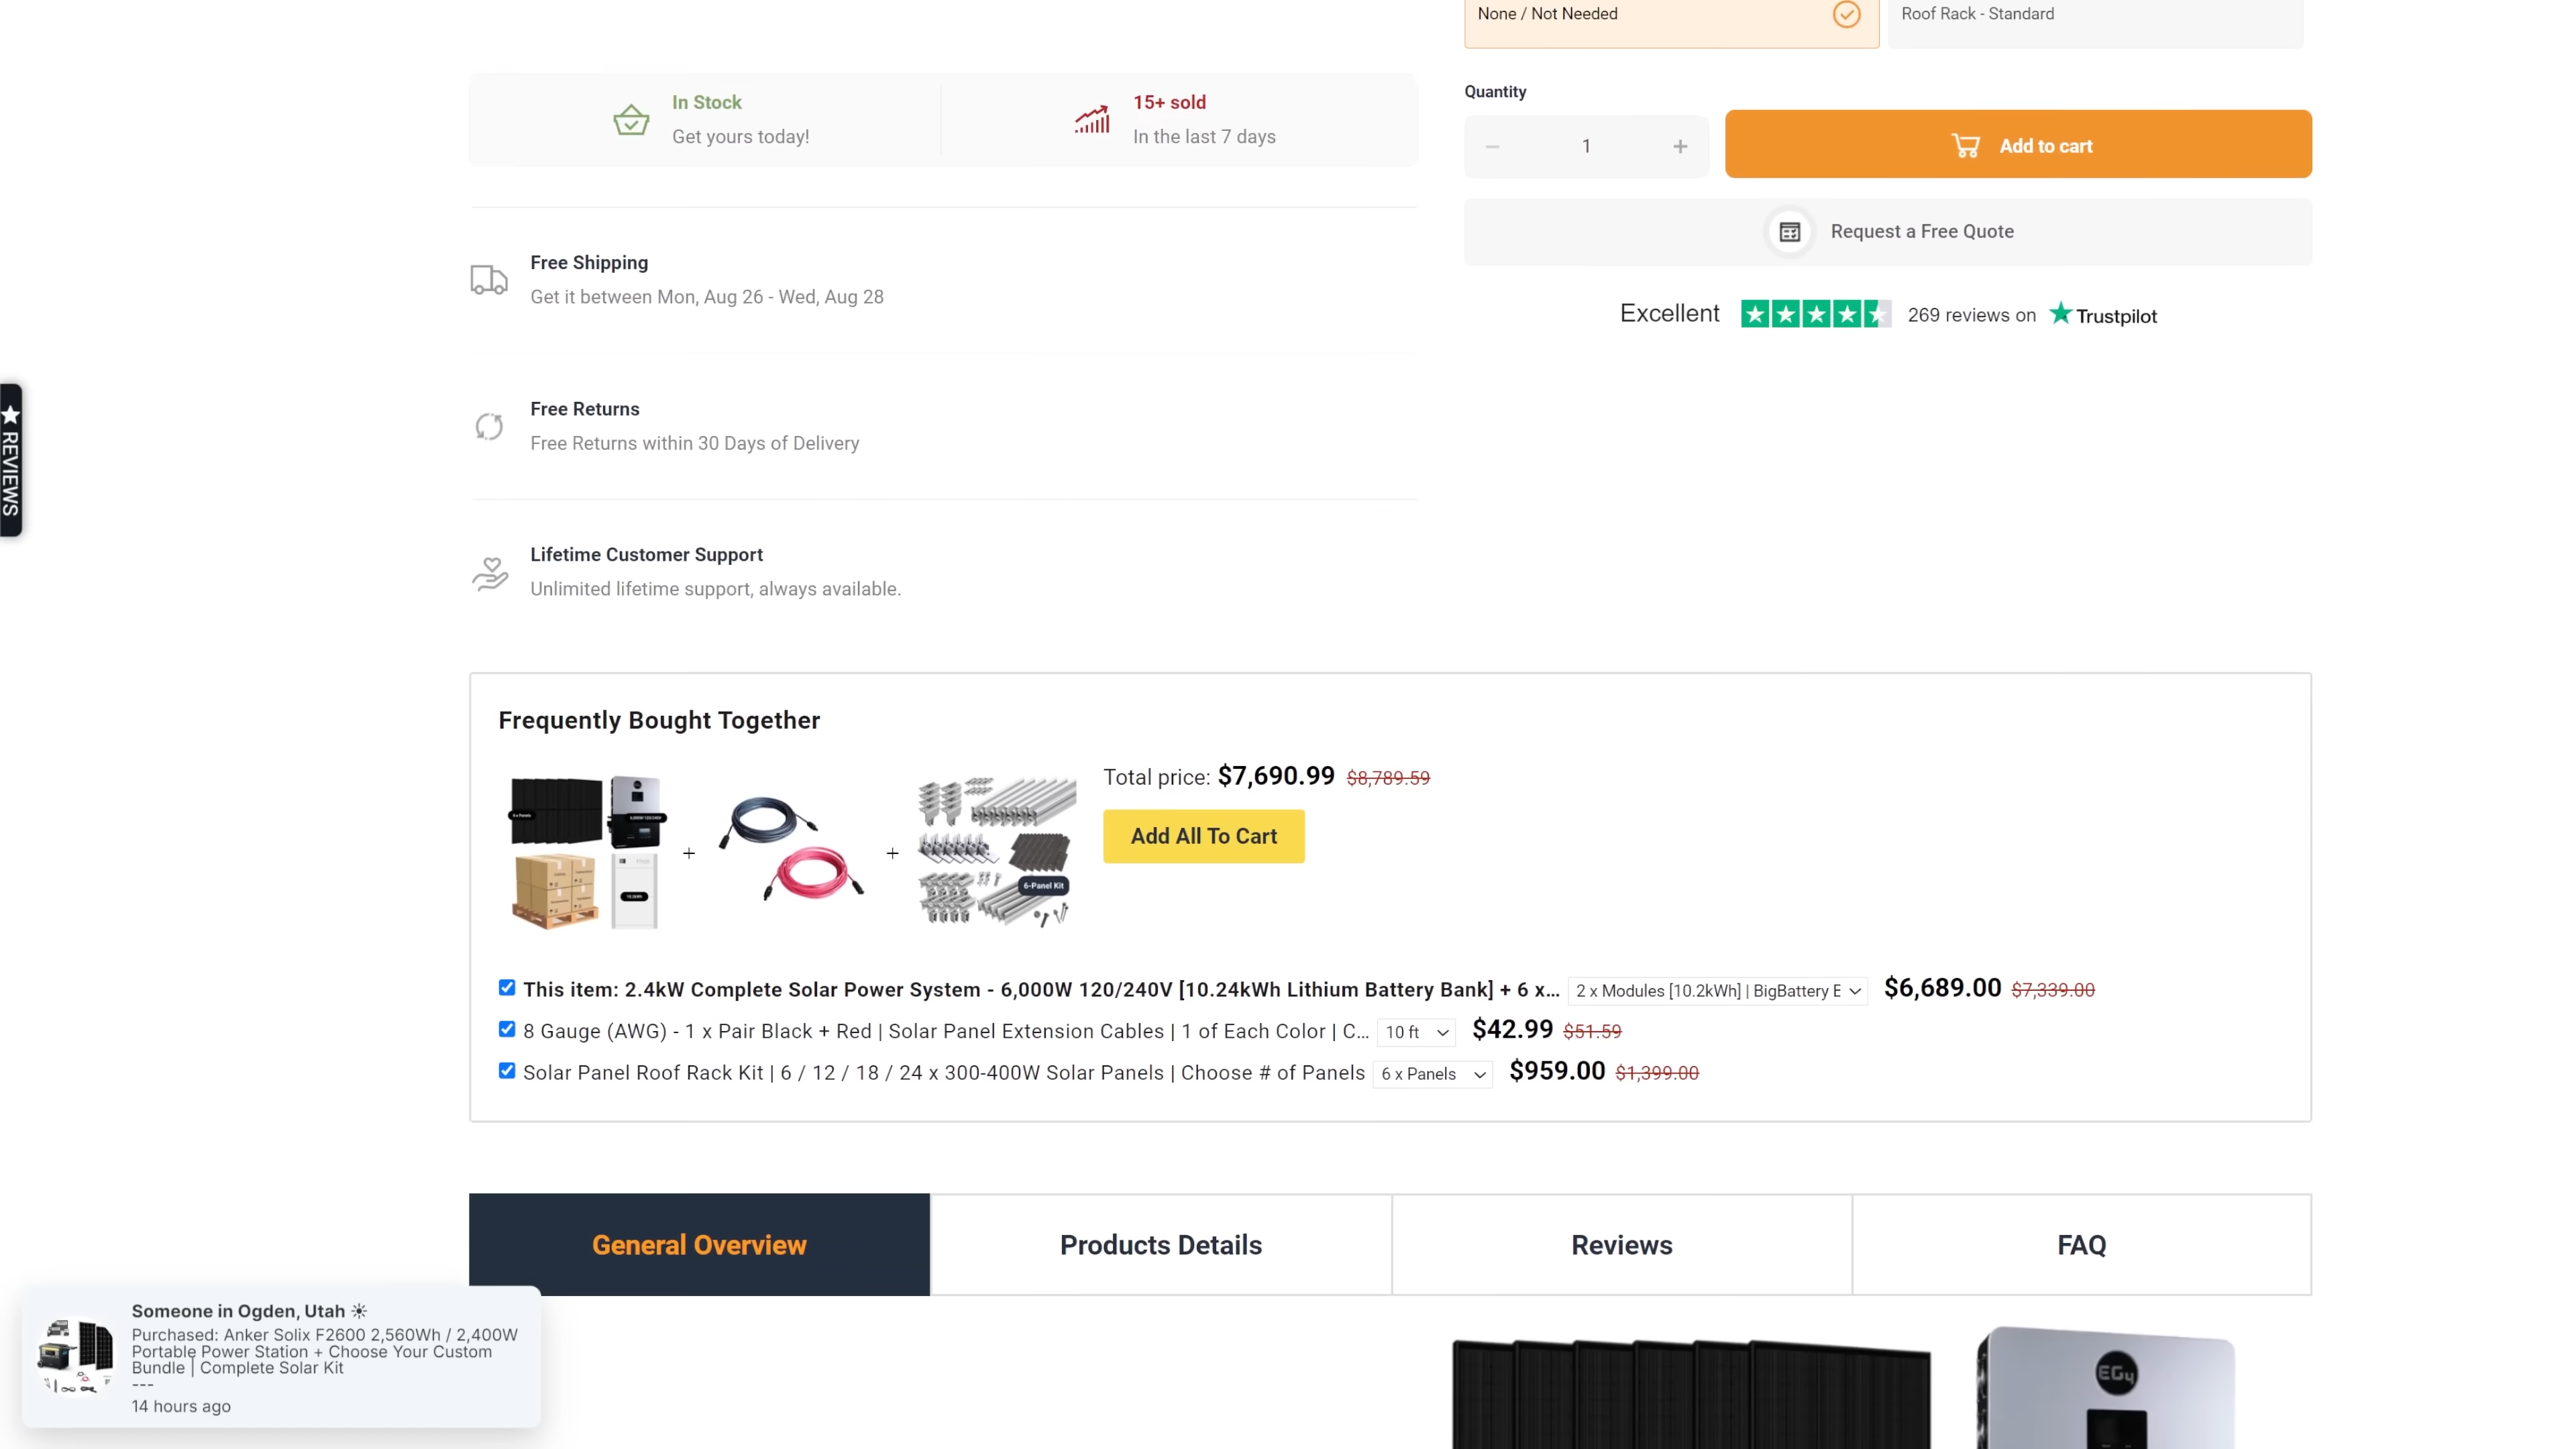 None / Not Needed
Roof Rack - Standard
In Stock
Get yours today!
15+ sold
In the last 7 days
Quantity
1
Add to cart
Request a Free Quote
Free Shipping
Get it between Mon, Aug 26 - Wed, Aug 28
Excellent
269 reviews on
Trustpilot
★ REVIEWS
Free Returns
Free Returns within 30 Days of Delivery
Lifetime Customer Support
Unlimited lifetime support, always available.
Frequently Bought Together
Total price: $7,690.99 $8,789.59
Add All To Cart
+
+
6-Panel Kit
This item: 2.4kW Complete Solar Power System - 6,000W 120/240V [10.24kWh Lithium Battery Bank] + 6 x... 2 x Modules [10.2kWh] | BigBattery E $6,689.00 $7,339.00
8 Gauge (AWG) - 1 x Pair Black + Red | Solar Panel Extension Cables | 1 of Each Color | C... 10 ft $42.99 $51.59
Solar Panel Roof Rack Kit | 6 / 12 / 18 / 24 x 300-400W Solar Panels | Choose # of Panels 6 x Panels $959.00 $1,399.00
General Overview
Products Details
Reviews
FAQ
Someone in Ogden, Utah ☀
Purchased: Anker Solix F2600 2,560Wh / 2,400W
Portable Power Station + Choose Your Custom
Bundle | Complete Solar Kit
---
14 hours ago
EG4